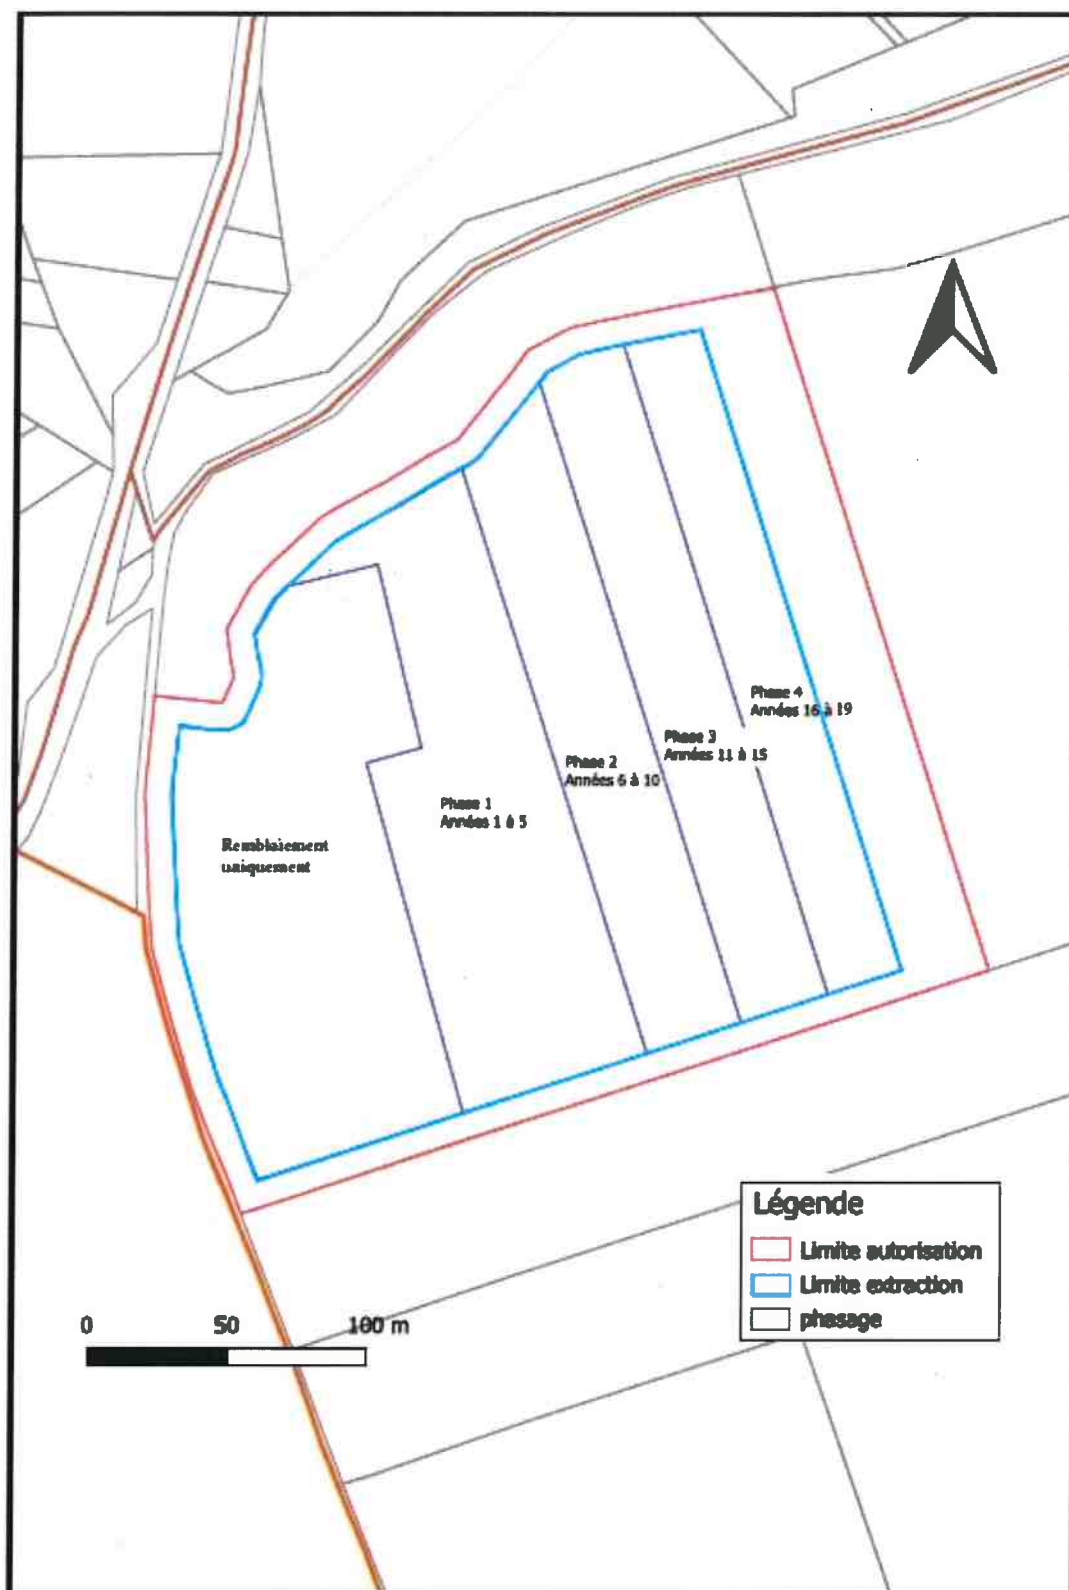 Phase 4
Années 16 à 19
Phase 3
Années 11 à 15
Phase 2
Années 6 à 10
Phase 1
Années 1 à 5
Remblaiement
uniquement
Légende
Limite autorisation
Limite extraction
phasage
0 50 100 m